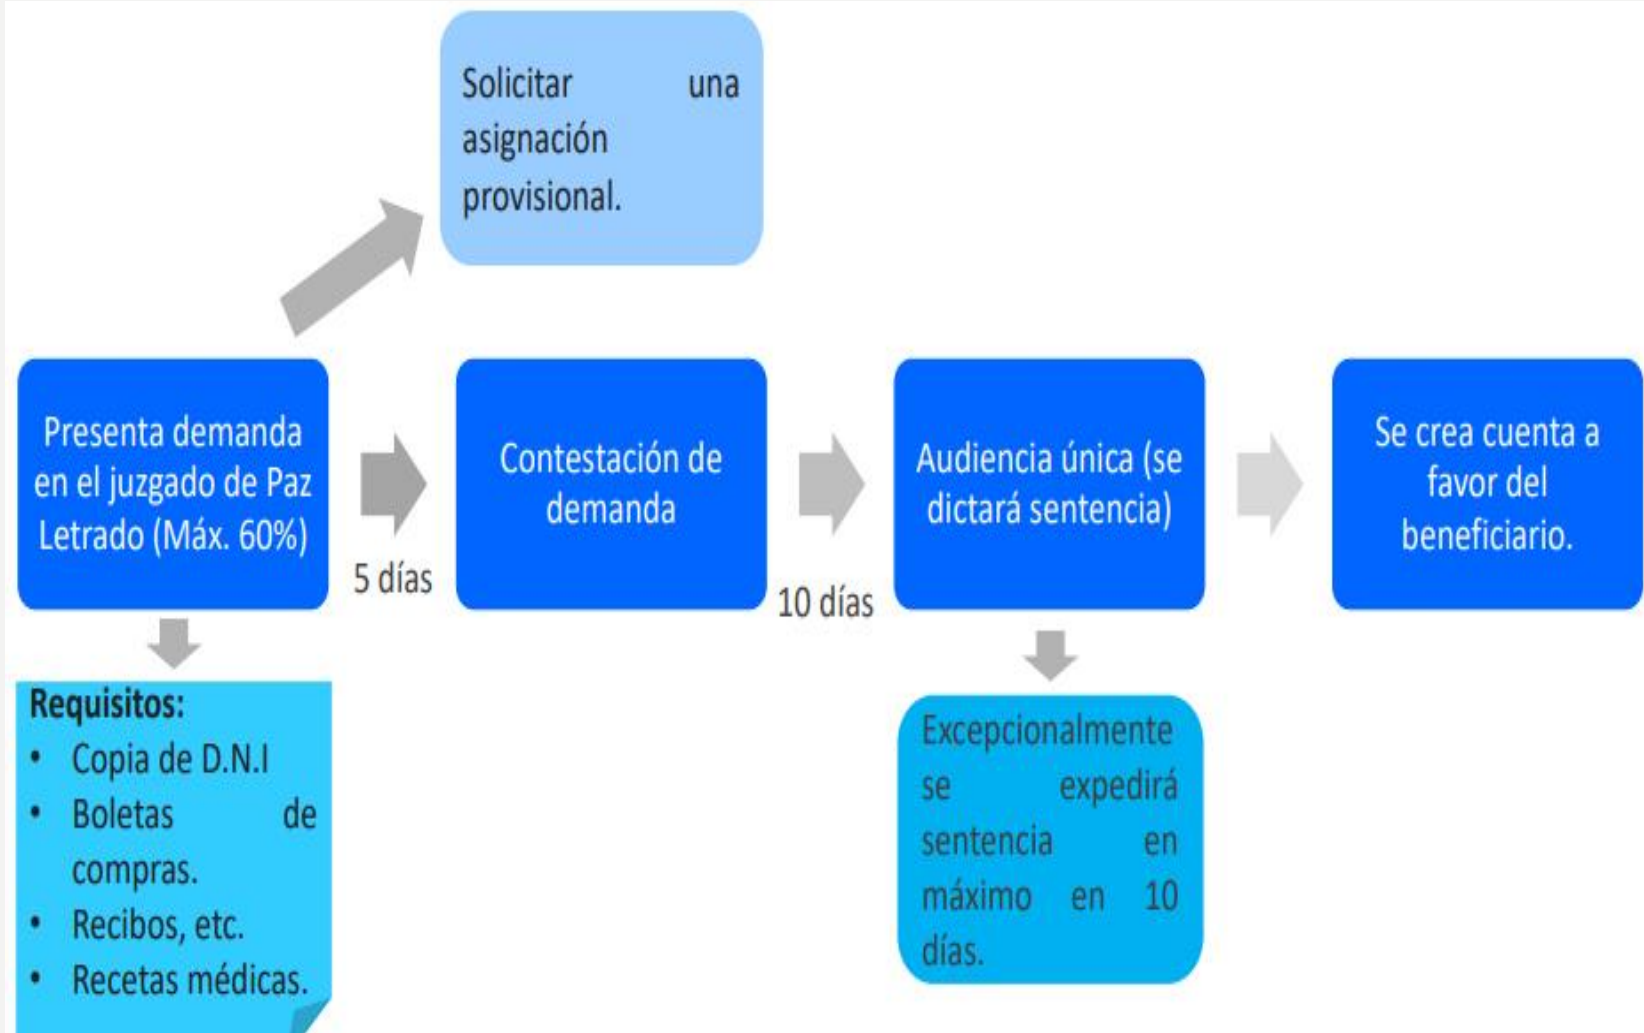 Solicitar una
asignación
provisional.
Presenta demanda
en el juzgado de Paz
Letrado (Máx. 60%)
5 días
Contestación de
demanda
10 días
Audiencia única (se
dictará sentencia)
Se crea cuenta a
favor del
beneficiario.
Requisitos:
• Copia de D.N.I
• Boletas de
compras.
• Recibos, etc.
• Recetas médicas.
Excepcionalmente
se expedirá
sentencia en
máximo en 10
días.